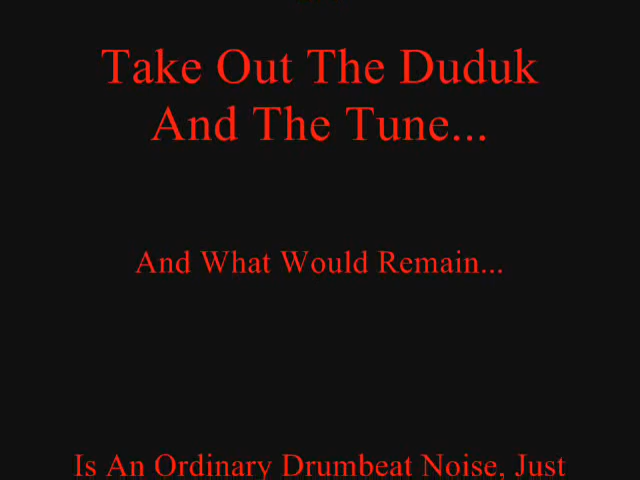 Take Out The Duduk
And The Tune...
And What Would Remain...
Is An Ordinary Drumbeat Noise, Just